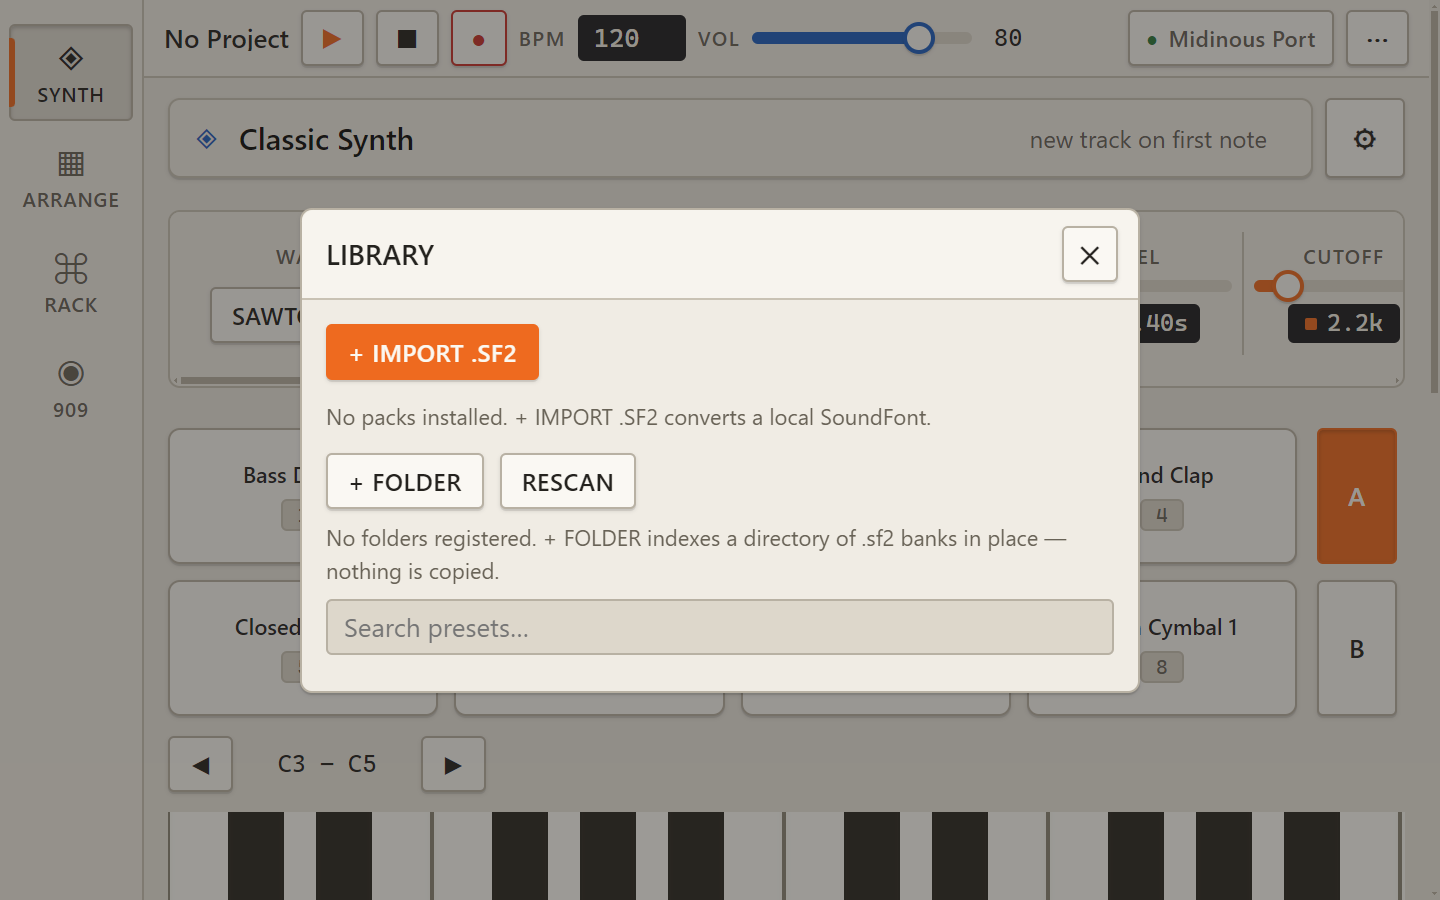 No Project
BPM 120 VOL 80
Midinous Port
...
SYNTH
ARRANGE
RACK
909
Classic Synth
new track on first note
CUTOFF
2.2k
LIBRARY
+ IMPORT .SF2
No packs installed. + IMPORT .SF2 converts a local SoundFont.
+ FOLDER
RESCAN
No folders registered. + FOLDER indexes a directory of .sf2 banks in place —
nothing is copied.
Search presets...
Bass
Clap
4
A
Closed
Cymbal 1
8
B
C3 – C5